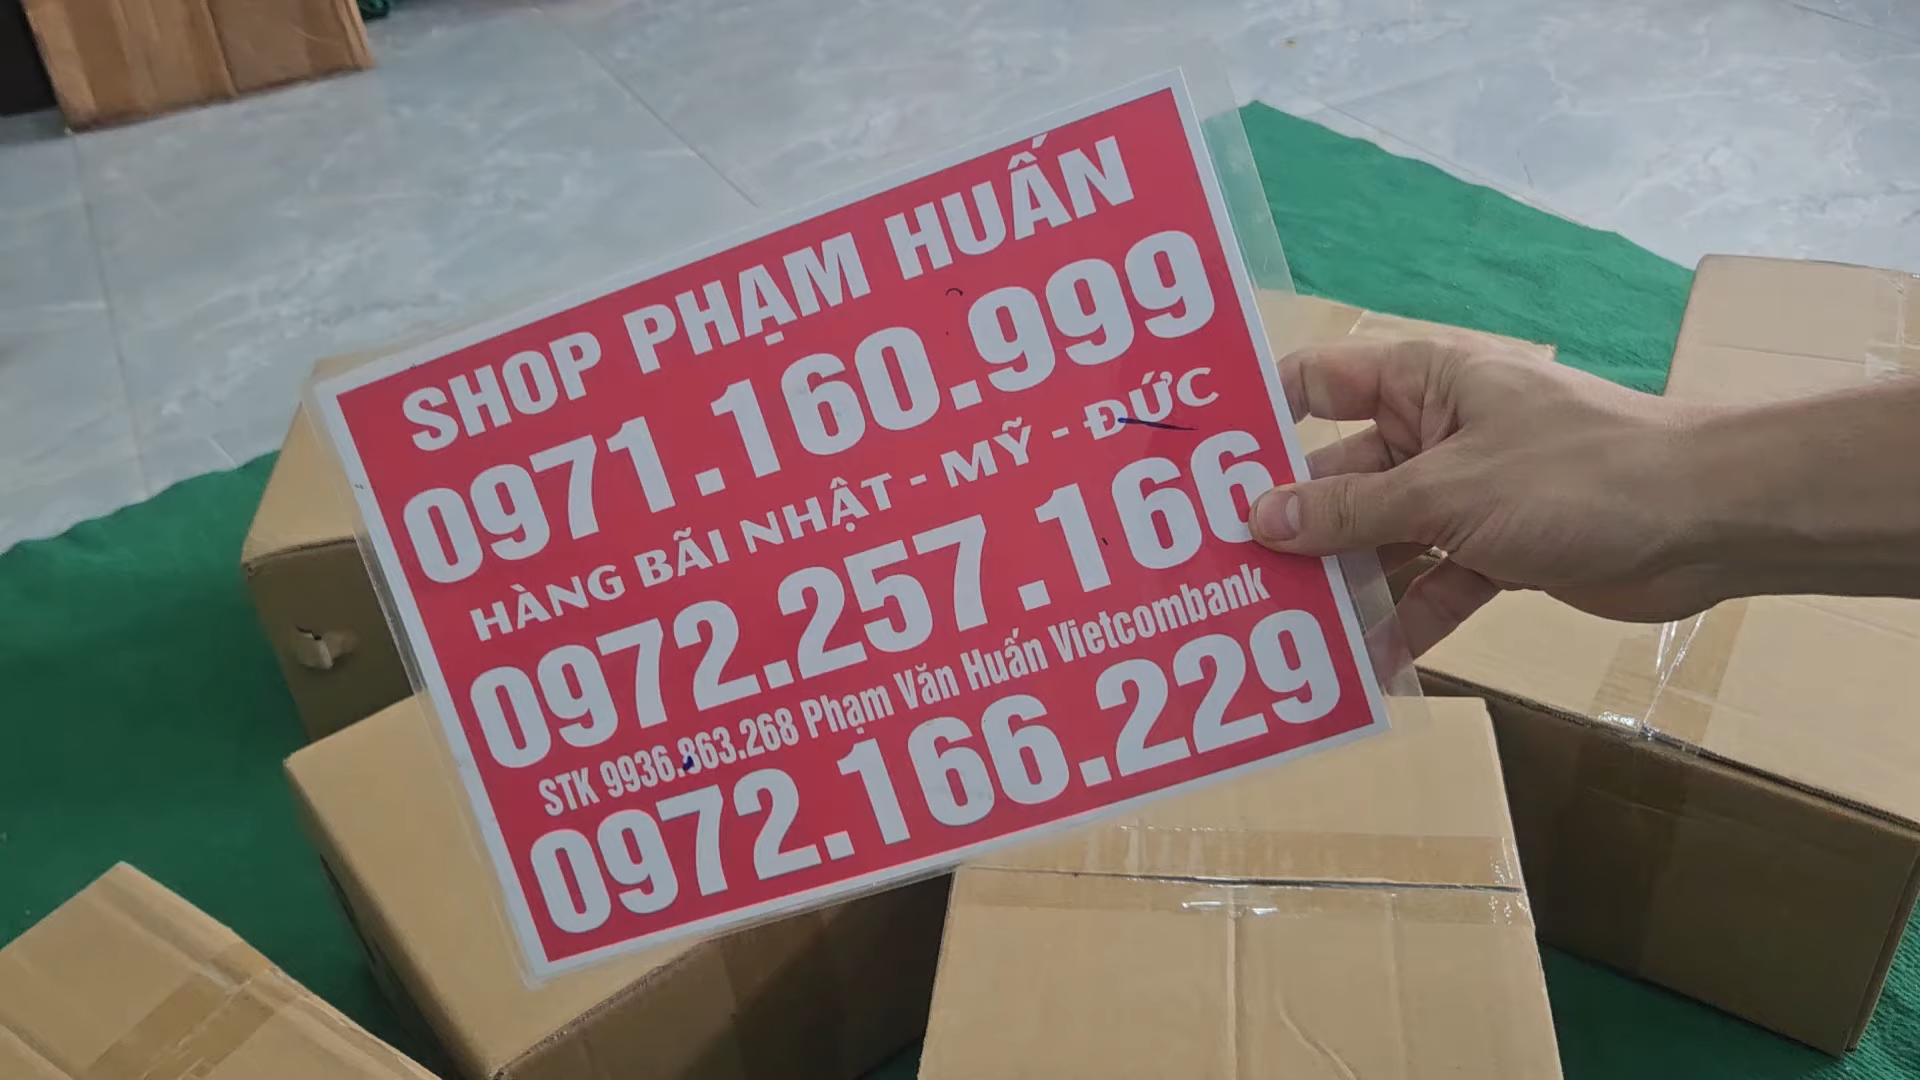 SHOP PHẠM HUẤN
0971.160.999
HÀNG BÃI NHẬT - MỸ - ĐỨC
0972.257.166
STK 9936.863.268 Phạm Văn Huấn Vietcombank
0972.166.229